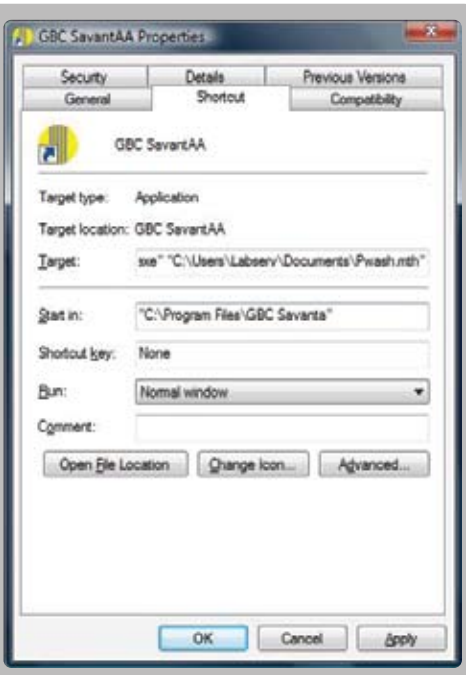 GBC SavantAA Properties
Security Details Previous Versions
General Shortcut Compatibility
GBC SavantAA
Target type: Application
Target location: GBC SavantAA
Target: exe" "C:\Users\Labserv\Documents\Pwash.mth"
Start in: "C:\Program Files\GBC Savanta"
Shortcut key: None
Run: Normal window
Comment:
Open File Location Change Icon... Advanced...
OK Cancel Apply